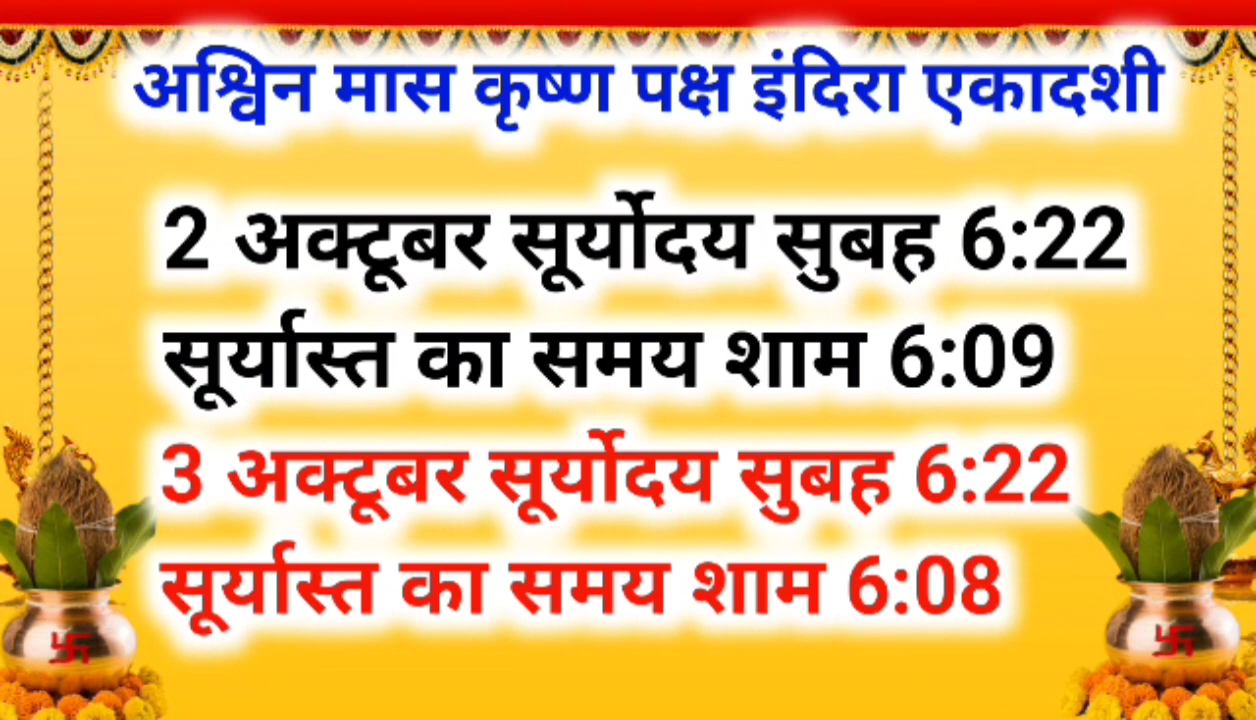 अश्विन मास कृष्ण पक्ष इंदिरा एकादशी
2 अक्टूबर सूर्योदय सुबह 6:22
सूर्यास्त का समय शाम 6:09
3 अक्टूबर सूर्योदय सुबह 6:22
सूर्यास्त का समय शाम 6:08